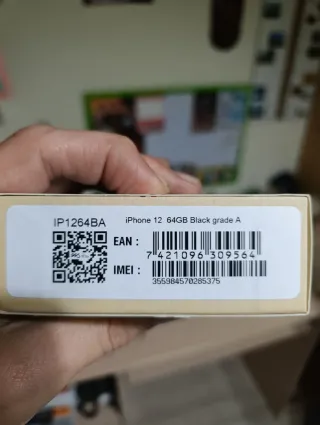 IP1264BA
iPhone 12 64GB Black grade A
EAN :
7 421096 309564
IMEI :
355984570285375